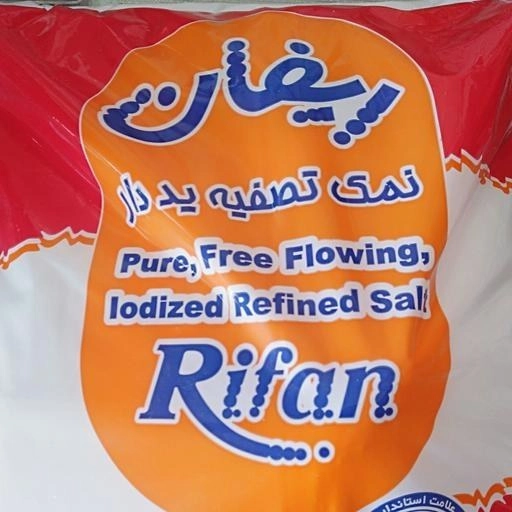 ریفان
نمک تصفیه ید دار
Pure, Free Flowing,
Iodized Refined Salt
Rifan
علامت استاندارد